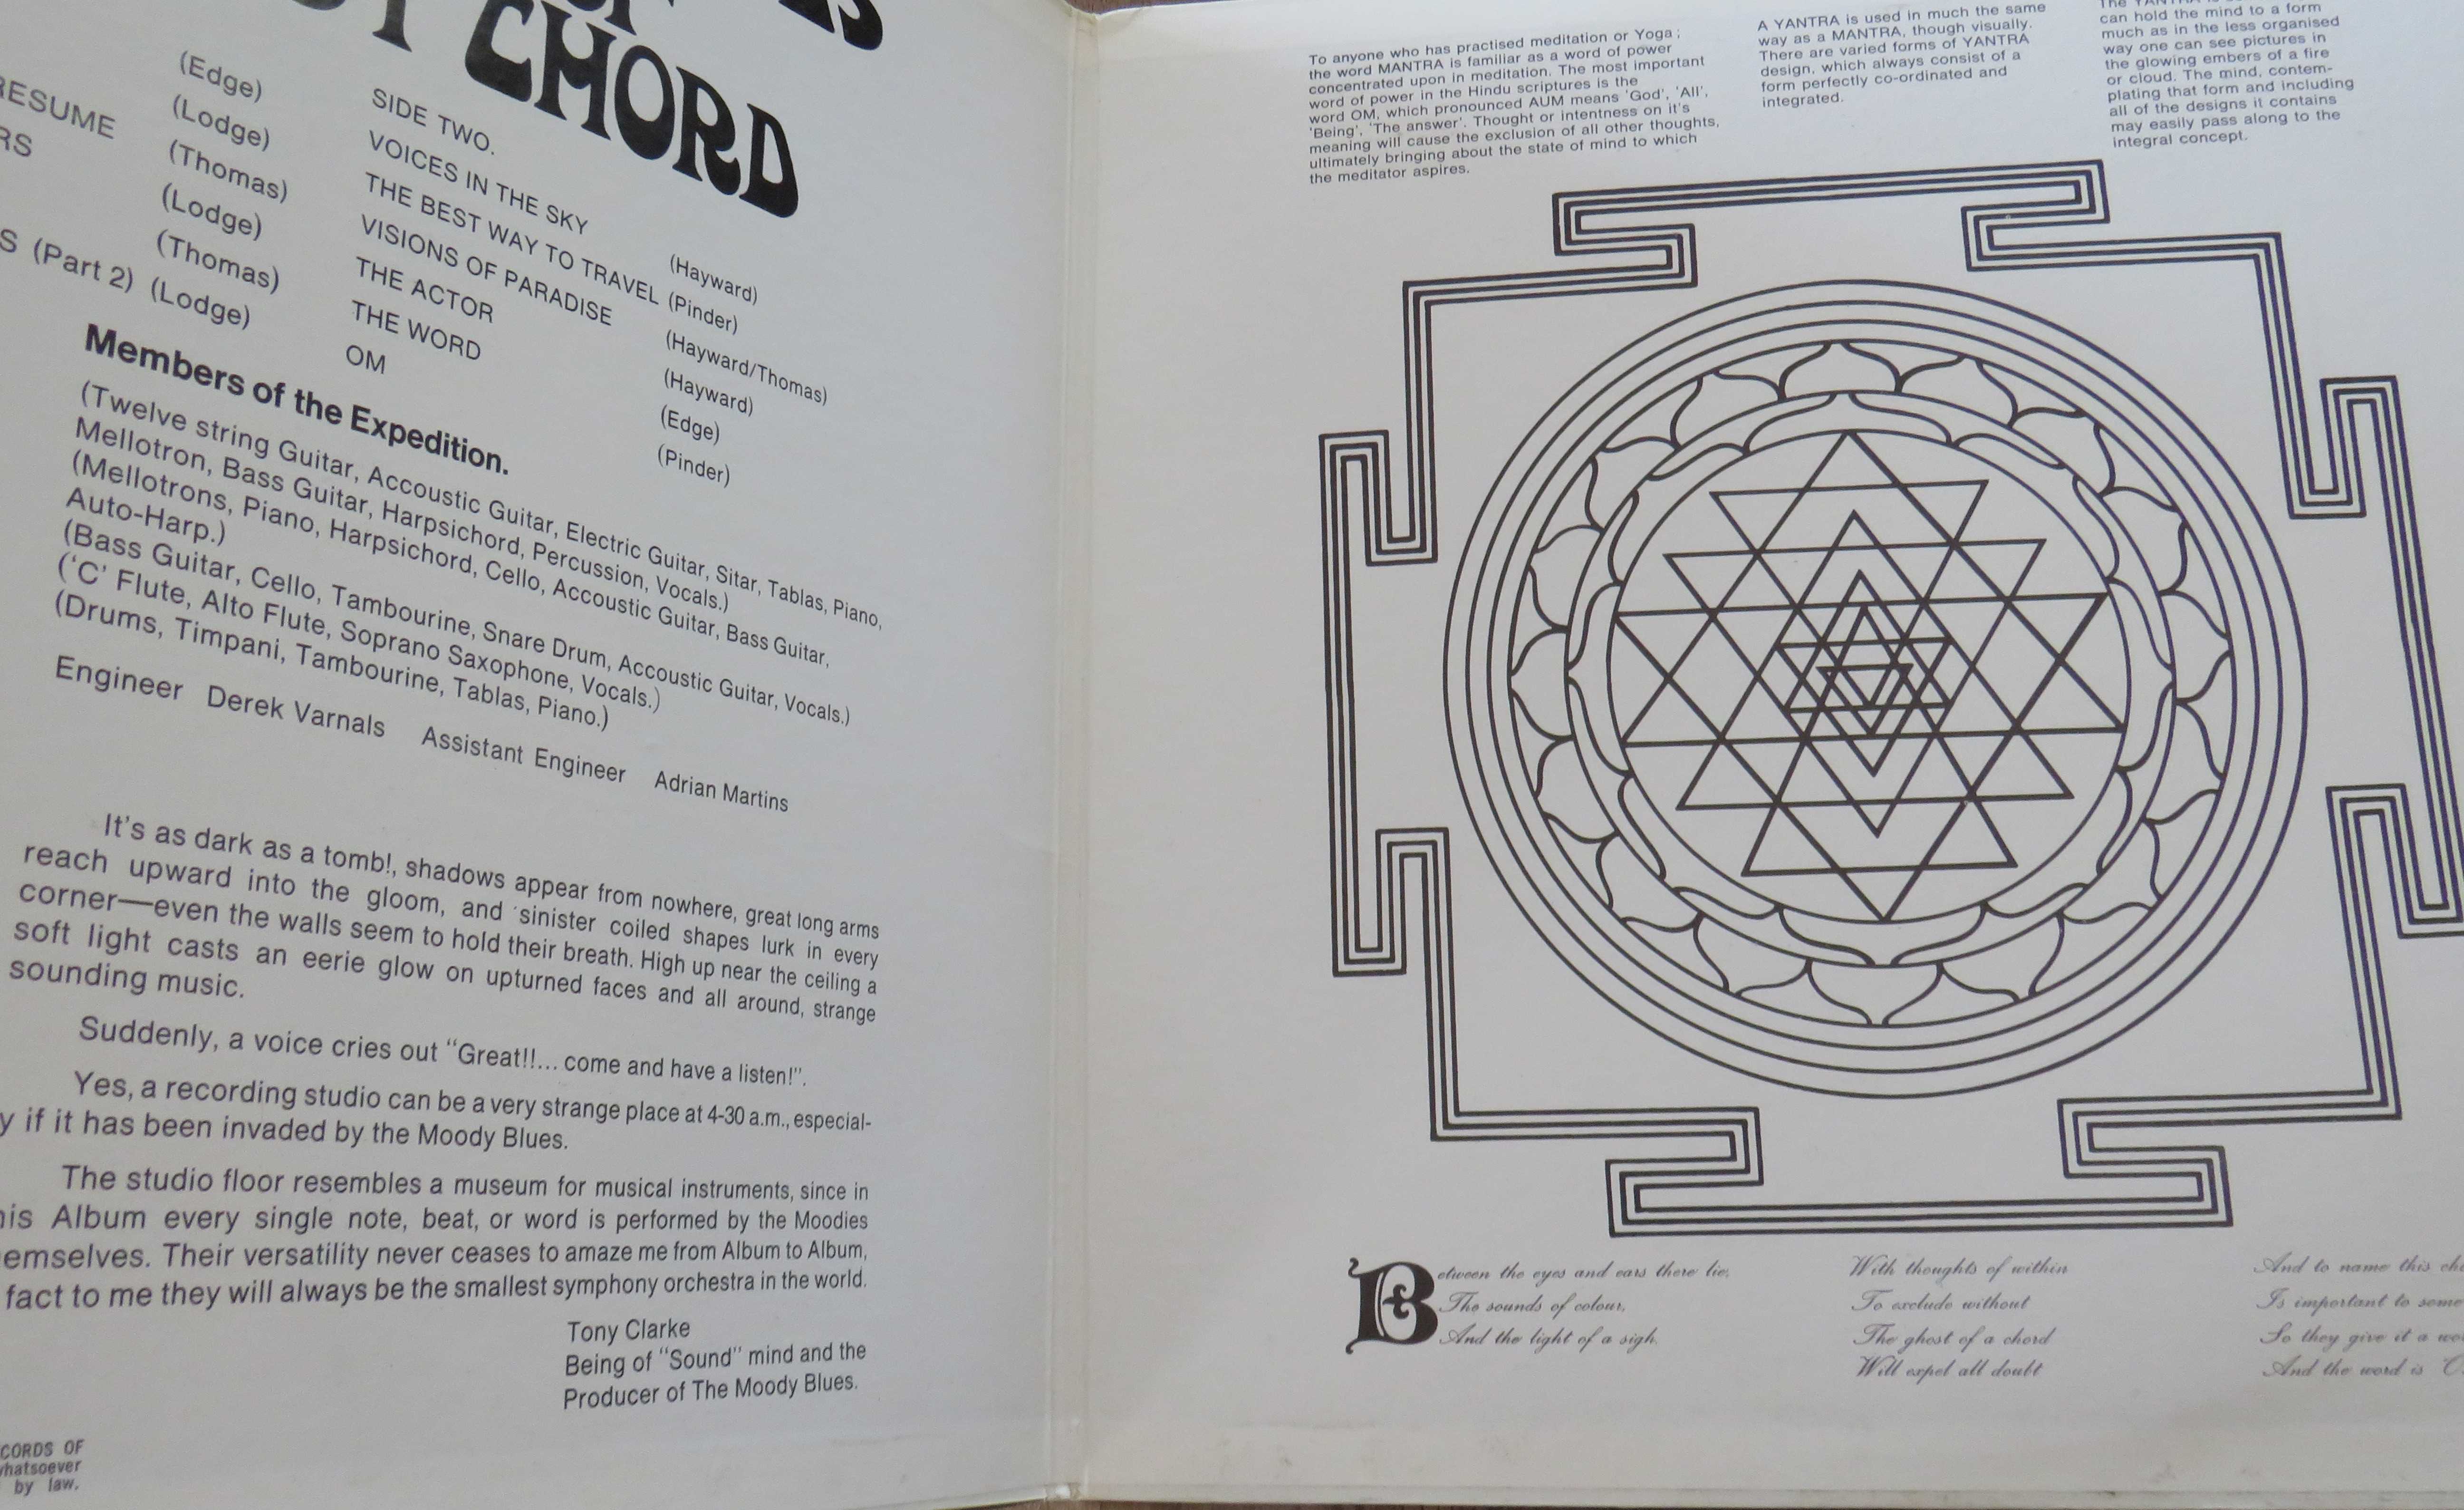 CHORD
(Edge)
RESUME (Lodge)
RS (Thomas)
(Lodge)
(Thomas)
S (Part 2) (Lodge)
SIDE TWO.
VOICES IN THE SKY (Hayward)
THE BEST WAY TO TRAVEL (Pinder)
VISIONS OF PARADISE (Hayward/Thomas)
THE ACTOR (Hayward)
THE WORD (Edge)
OM (Pinder)
Members of the Expedition.
(Twelve string Guitar, Accoustic Guitar, Electric Guitar, Sitar, Tablas, Piano,
Mellotron, Bass Guitar, Harpsichord, Percussion, Vocals.)
(Mellotrons, Piano, Harpsichord, Cello, Accoustic Guitar, Bass Guitar,
Auto-Harp.)
(Bass Guitar, Cello, Tambourine, Snare Drum, Accoustic Guitar, Vocals.)
('C' Flute, Alto Flute, Soprano Saxophone, Vocals.)
(Drums, Timpani, Tambourine, Tablas, Piano.)
Engineer Derek Varnals Assistant Engineer Adrian Martins
It's as dark as a tomb!, shadows appear from nowhere, great long arms
reach upward into the gloom, and sinister coiled shapes lurk in every
corner—even the walls seem to hold their breath. High up near the ceiling a
soft light casts an eerie glow on upturned faces and all around, strange
sounding music.
Suddenly, a voice cries out "Great!!... come and have a listen!".
Yes, a recording studio can be a very strange place at 4-30 a.m., especial-
y if it has been invaded by the Moody Blues.
The studio floor resembles a museum for musical instruments, since in
his Album every single note, beat, or word is performed by the Moodies
emselves. Their versatility never ceases to amaze me from Album to Album,
fact to me they will always be the smallest symphony orchestra in the world.
Tony Clarke
Being of "Sound" mind and the
Producer of The Moody Blues.
CORDS OF
whatsoever
by law.
To anyone who has practised meditation or Yoga;
the word MANTRA is familiar as a word of power
concentrated upon in meditation. The most important
word of power in the Hindu scriptures is the
word OM, which pronounced AUM means 'God', 'All',
'Being', 'The answer'. Thought or intentness on it's
meaning will cause the exclusion of all other thoughts,
ultimately bringing about the state of mind to which
the meditator aspires.
A YANTRA is used in much the same
way as a MANTRA, though visually.
There are varied forms of YANTRA
design, which always consist of a
form perfectly co-ordinated and
integrated.
can hold the mind to a form
much as in the less organised
way one can see pictures in
the glowing embers of a fire
or cloud. The mind, contem-
plating that form and including
all of the designs it contains
may easily pass along to the
integral concept.
Between the eyes and ears there lie,
The sounds of colour,
And the light of a sigh.
With thoughts of within
To exclude without
The ghost of a chord
Will expel all doubt
And to name this cho
Is important to some
So they give it a wo
And the word is 'O